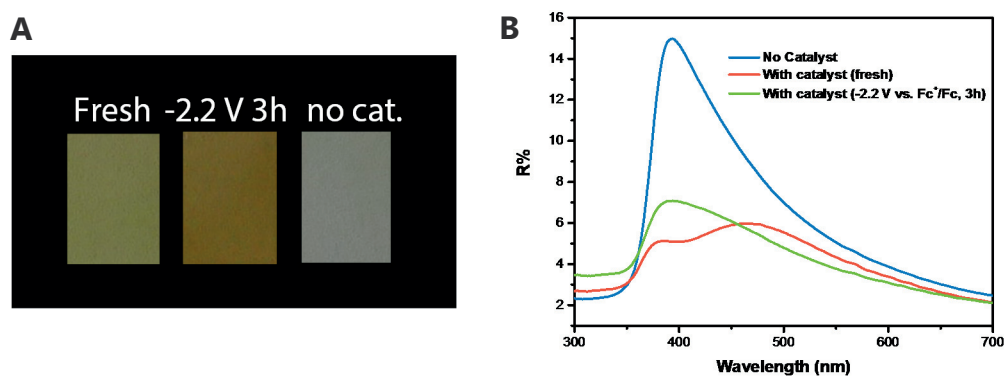 A
Fresh -2.2 V 3h no cat.
B
16
14
12
10
8
6
4
2
R%
No Catalyst
With catalyst (fresh)
With catalyst (-2.2 V vs. Fc⁺/Fc, 3h)
300 400 500 600 700
Wavelength (nm)